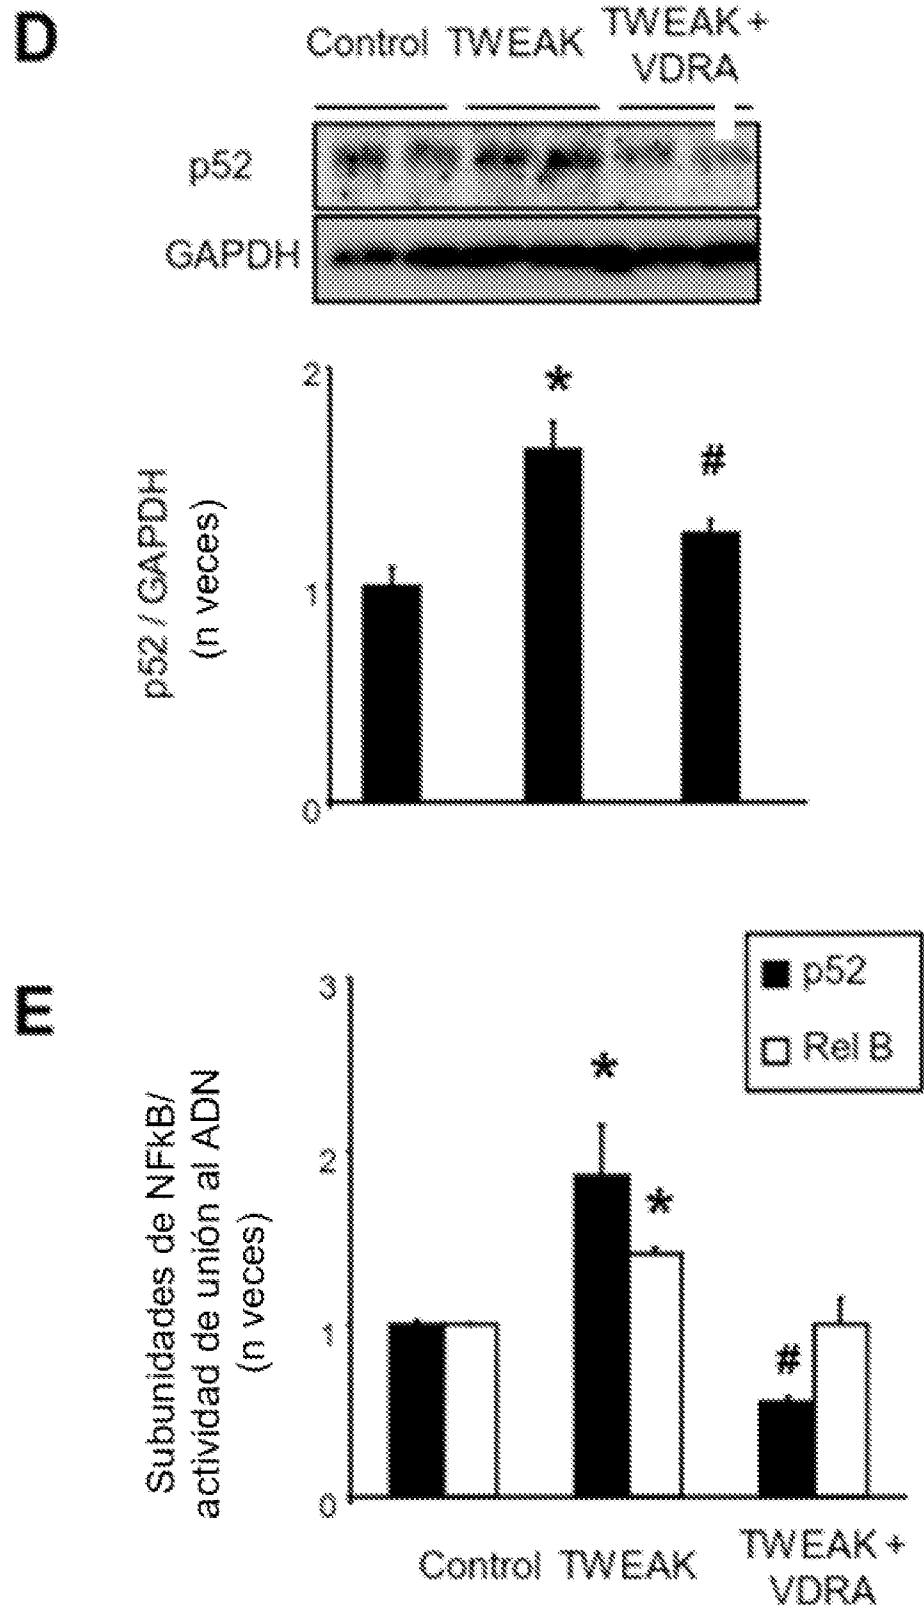 D
Control TWEAK TWEAK +
VDRA
p52
GAPDH
p52 / GAPDH
(n veces)
2
1
0
*
#
E
Subunidades de NFkB/
actividad de unión al ADN
(n veces)
3
2
1
0
*
*
#
p52
Rel B
Control TWEAK TWEAK +
VDRA